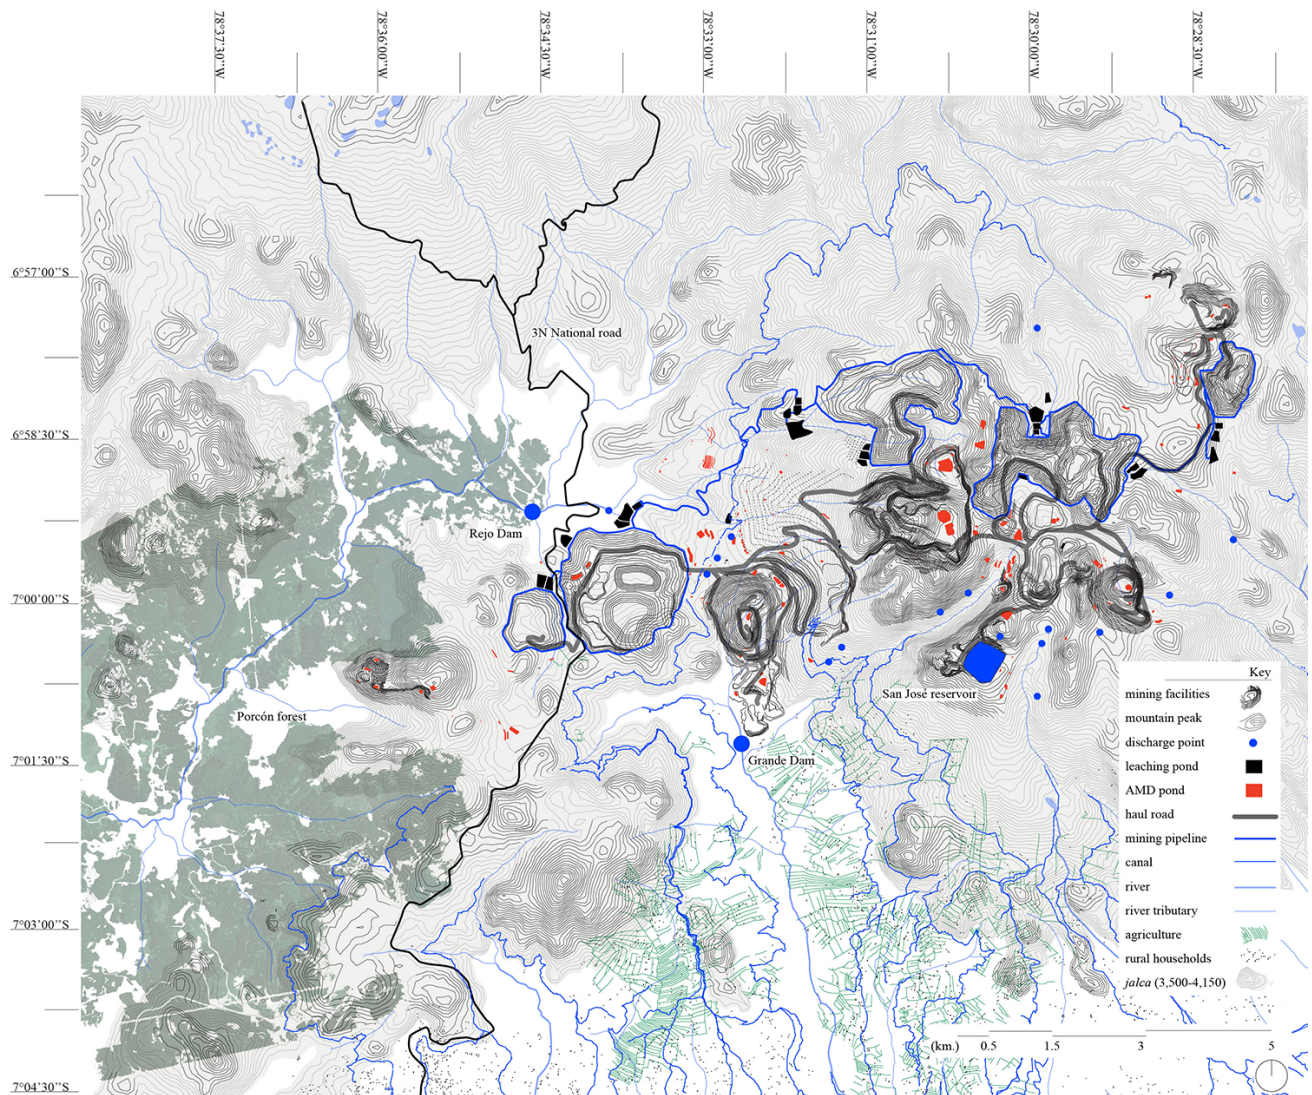 78°37'30''W
78°36'00''W
78°34'30''W
78°33'00''W
78°31'00''W
78°30'00''W
78°28'30''W
6°57'00''S
3N National road
6°58'30''S
Rejo Dam
7°00'00''S
San José reservoir
Porcón forest
7°01'30''S
Grande Dam
7°03'00''S
7°04'30''S
Key
mining facilities
mountain peak
discharge point
leaching pond
AMD pond
haul road
mining pipeline
canal
river
river tributary
agriculture
rural households
jalca (3,500-4,150)
(km.) 0.5 1.5 3 5